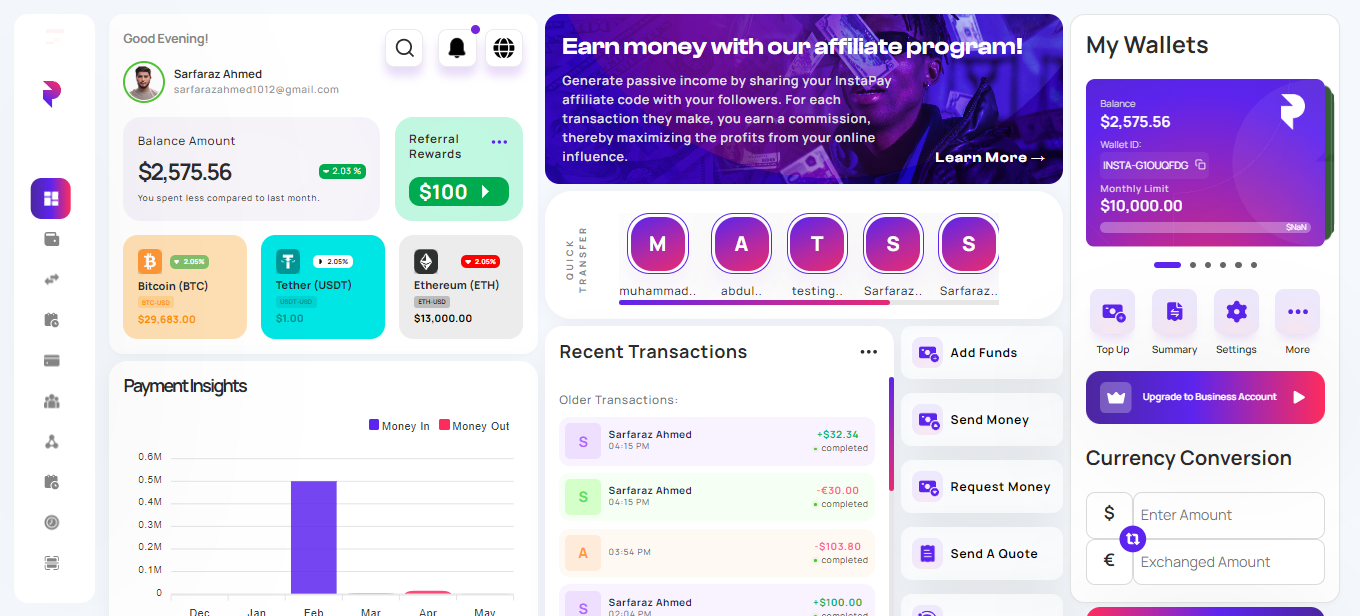 Good Evening!
Sarfaraz Ahmed
sarfarazahmed1012@gmail.com
Balance Amount
$2,575.56
2.03 %
You spent less compared to last month.
Referral
Rewards
$100
2.05%
Bitcoin (BTC)
BTC-USD
$29,683.00
2.05%
Tether (USDT)
USDT-USD
$1.00
2.05%
Ethereum (ETH)
ETH-USD
$13,000.00
Payment Insights
Money In
Money Out
0.6M
0.5M
0.4M
0.3M
0.2M
0.1M
0
Dec
Jan
Feb
Mar
Apr
May
Earn money with our affiliate program!
Generate passive income by sharing your InstaPay
affiliate code with your followers. For each
transaction they make, you earn a commission,
thereby maximizing the profits from your online
influence.
Learn More →
QUICK
TRANSFER
M
A
T
S
S
muhammad..
abdul..
testing..
Sarfaraz..
Sarfaraz..
Recent Transactions
Older Transactions:
S
Sarfaraz Ahmed
04:15 PM
+$32.34
completed
S
Sarfaraz Ahmed
04:15 PM
-€30.00
completed
A
03:54 PM
-$103.80
completed
S
Sarfaraz Ahmed
02:04 PM
+$100.00
completed
Add Funds
Send Money
Request Money
Send A Quote
My Wallets
Balance
$2,575.56
Wallet ID:
INSTA-G1OUQFDG
Monthly Limit
$10,000.00
$NaN
Top Up
Summary
Settings
More
Upgrade to Business Account
Currency Conversion
$
Enter Amount
€
Exchanged Amount